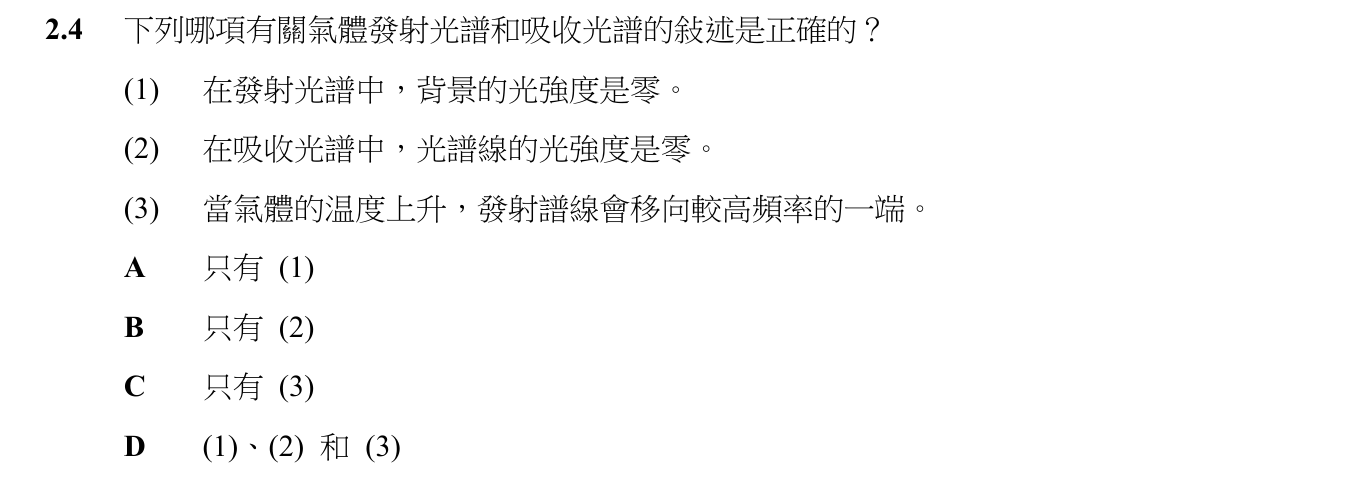 2.4 下列哪項有關氣體發射光譜和吸收光譜的敍述是正確的？
(1) 在發射光譜中，背景的光強度是零。
(2) 在吸收光譜中，光譜線的光強度是零。
(3) 當氣體的温度上升，發射譜線會移向較高頻率的一端。
A 只有 (1)
B 只有 (2)
C 只有 (3)
D (1)、(2) 和 (3)